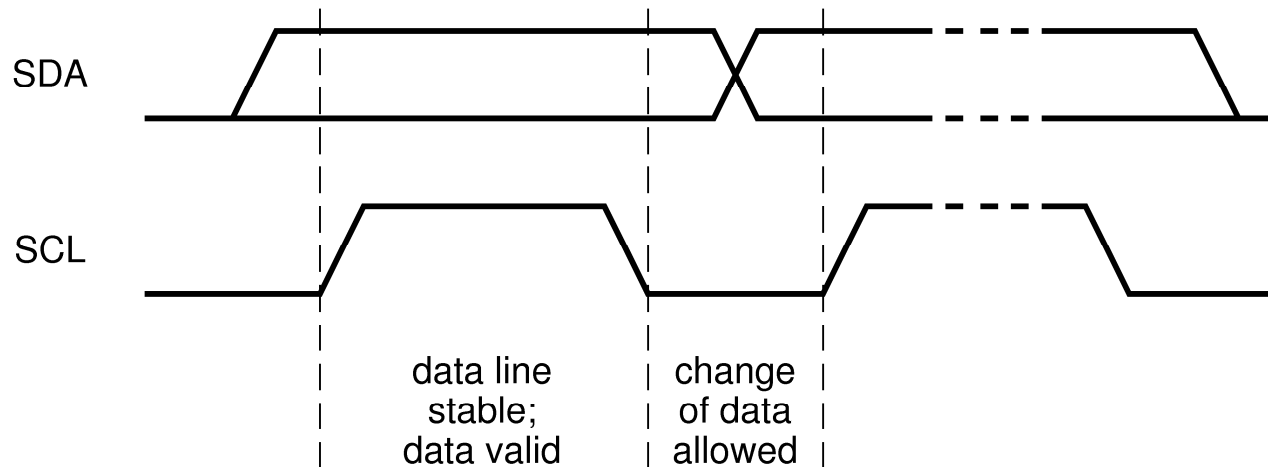 SDA
SCL
data line
stable;
data valid
change
of data
allowed